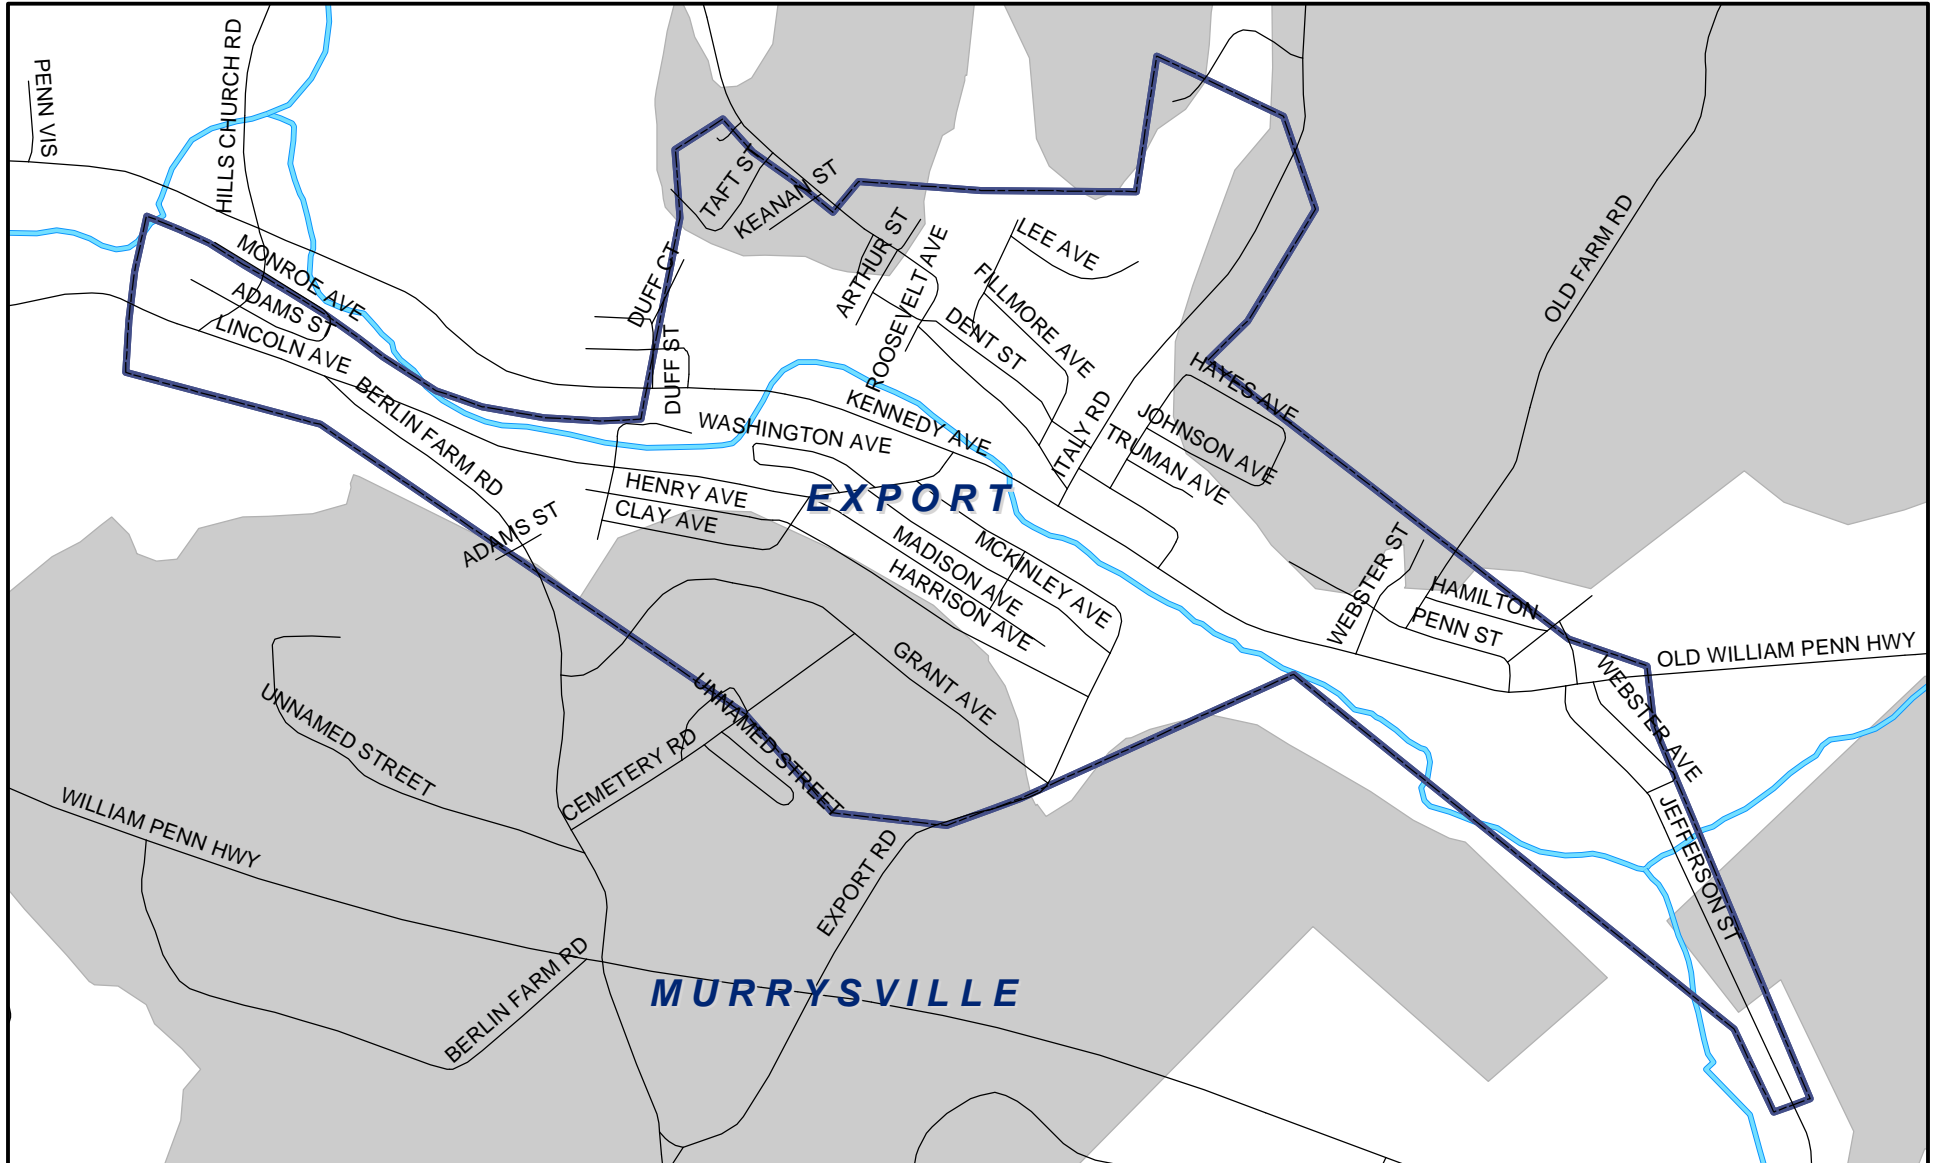 PENN VIS
HILLS CHURCH RD
MONROE AVE
ADAMS ST
LINCOLN AVE
BERLIN FARM RD
ADAMS ST
TAFT ST
KEANAN ST
DUFF CT
DUFF ST
ARTHUR ST
ROOSEVELT AVE
LEE AVE
FILLMORE AVE
DENT ST
KENNEDY AVE
WASHINGTON AVE
ITALY RD
HAYES AVE
JOHNSON AVE
TRUMAN AVE
OLD FARM RD
HENRY AVE
CLAY AVE
EXPORT
MCKINLEY AVE
MADISON AVE
HARRISON AVE
WEBSTER ST
HAMILTON
PENN ST
OLD WILLIAM PENN HWY
WEBSTER AVE
JEFFERSON ST
GRANT AVE
UNNAMED STREET
UNNAMED STREET
CEMETERY RD
WILLIAM PENN HWY
EXPORT RD
BERLIN FARM RD
MURRYSVILLE